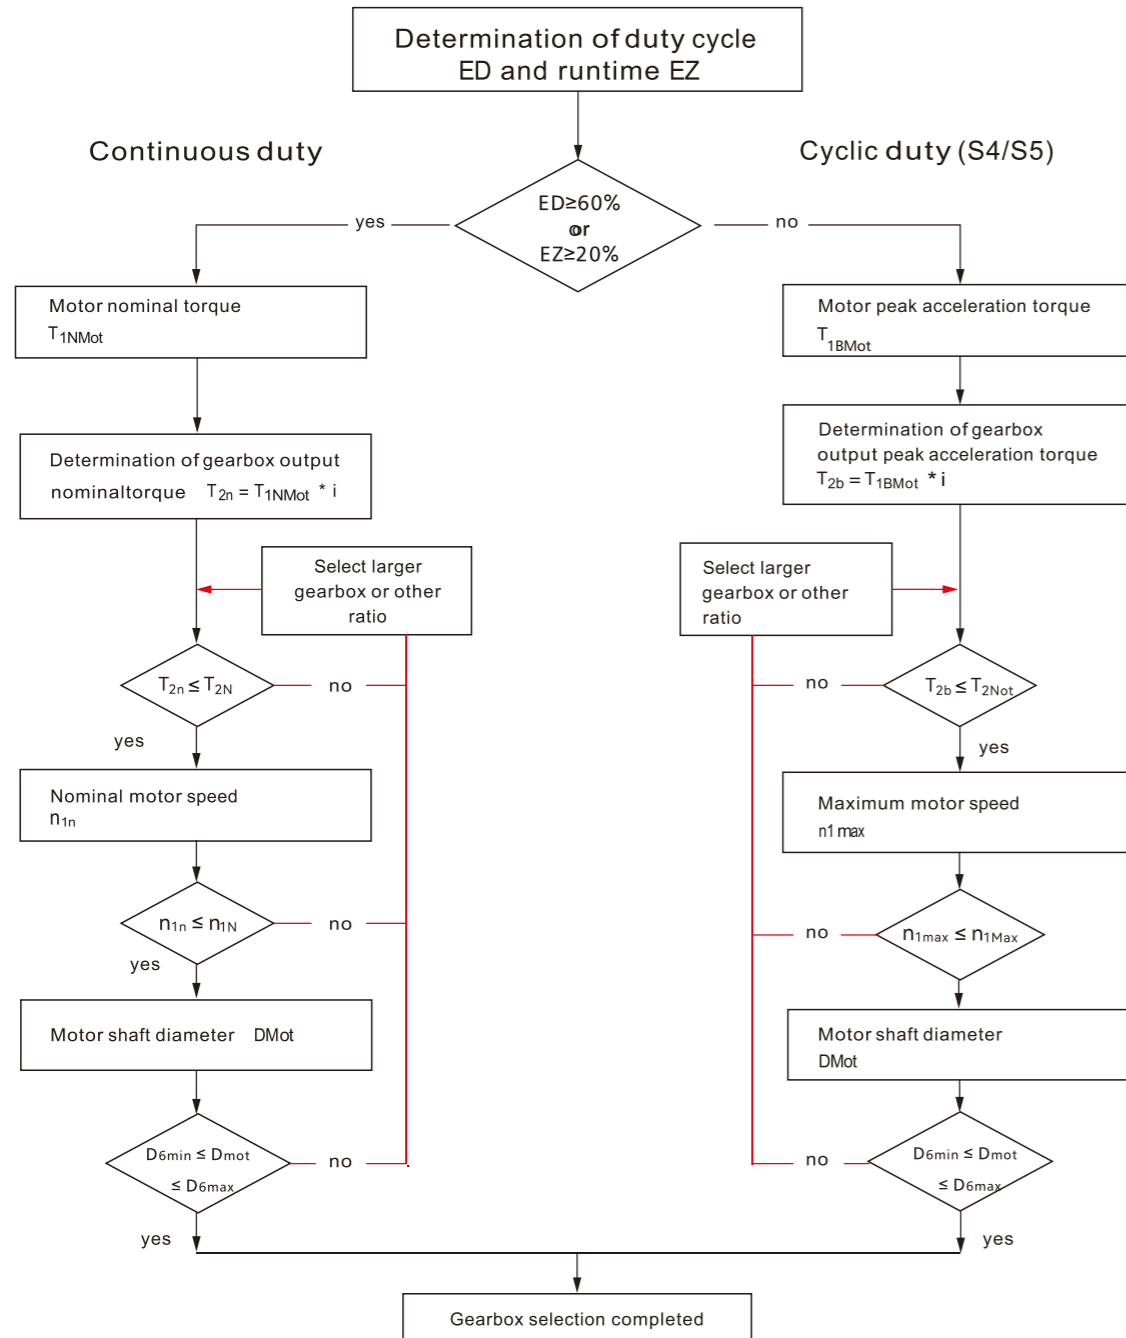 Determination of duty cycle
ED and runtime EZ
Continuous duty
Cyclic duty (S4/S5)
ED≥60%
or
EZ≥20%
yes
no
Motor nominal torque
T1NMot
Motor peak acceleration torque
T1BMot
Determination of gearbox output
nominaltorque T2n = T1NMot * i
Determination of gearbox
output peak acceleration torque
T2b = T1BMot * i
Select larger
gearbox or other
ratio
Select larger
gearbox or other
ratio
T2n ≤ T2N
no
no
T2b ≤ T2Not
yes
yes
Nominal motor speed
n1n
Maximum motor speed
n1 max
n1n ≤ n1N
no
no
n1max ≤ n1Max
yes
Motor shaft diameter DMot
Motor shaft diameter
DMot
D6min ≤ Dmot
≤ D6max
no
no
D6min ≤ Dmot
≤ D6max
yes
yes
Gearbox selection completed